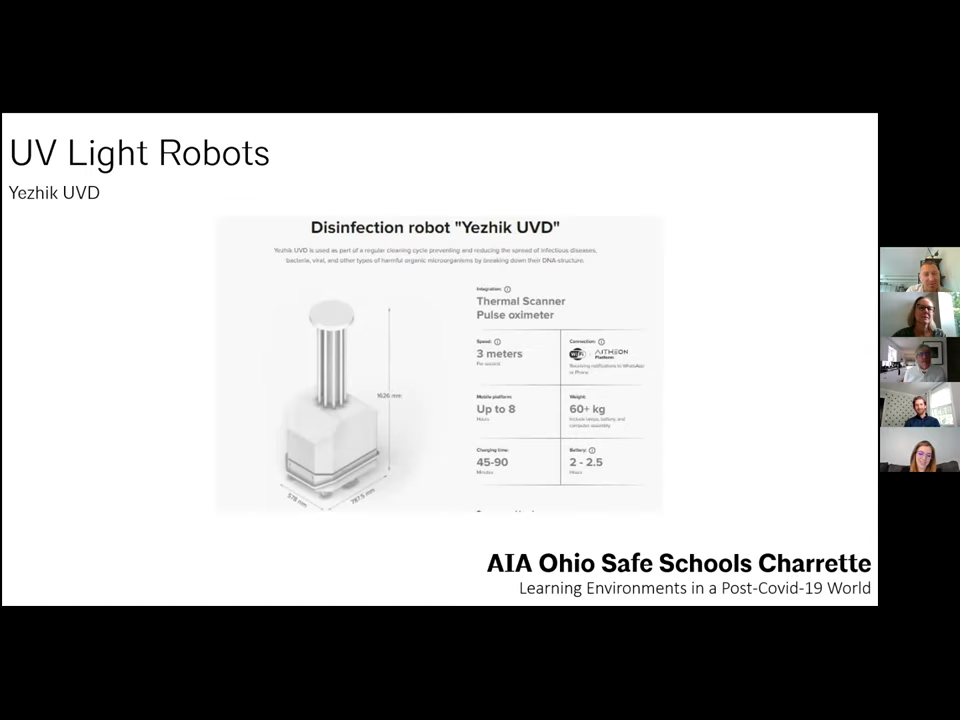 UV Light Robots
Yezhik UVD
Disinfection robot "Yezhik UVD"
Yezhik UVD is used as part of a regular cleaning cycle preventing and reducing the spread of infectious diseases,
bacteria, viral, and other types of harmful organic microorganisms by breaking down their DNA-structure.
Integration:
Thermal Scanner
Pulse oximeter
Speed:
3 meters
Per second
Connection:
WiFi
AITHEON
Platform
Receiving notifications to WhatsApp
or Phone
Mobile platform:
Up to 8
Hours
Weight:
60+ kg
Include lamps, battery, and
computer assembly
Charging time:
45-90
Minutes
Battery:
2 - 2.5
Hours
1626 mm
578 mm
787.5 mm
AIA Ohio Safe Schools Charrette
Learning Environments in a Post-Covid-19 World